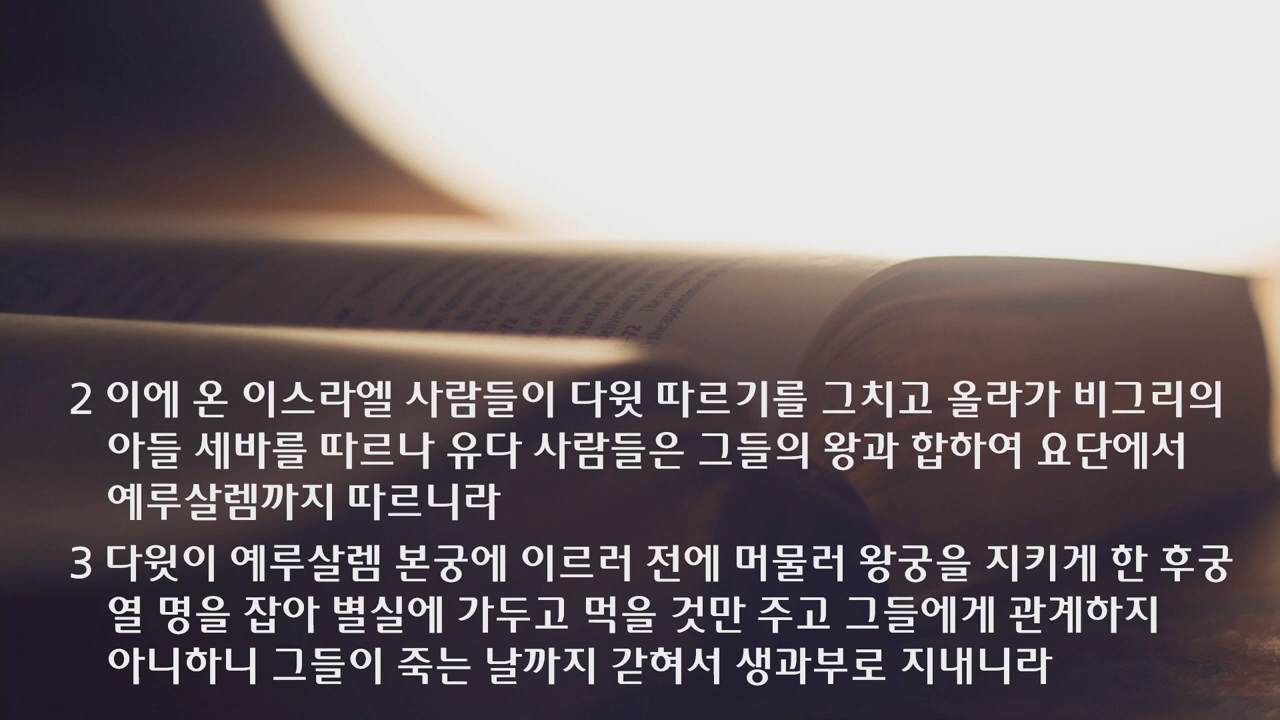 2 이에 온 이스라엘 사람들이 다윗 따르기를 그치고 올라가 비그리의
아들 세바를 따르나 유다 사람들은 그들의 왕과 합하여 요단에서
예루살렘까지 따르니라
3 다윗이 예루살렘 본궁에 이르러 전에 머물러 왕궁을 지키게 한 후궁
열 명을 잡아 별실에 가두고 먹을 것만 주고 그들에게 관계하지
아니하니 그들이 죽는 날까지 갇혀서 생과부로 지내니라